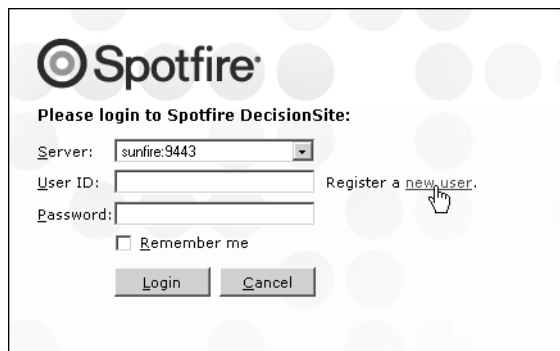 Spotfire
Please login to Spotfire DecisionSite:
Server: sunfire:9443
User ID: Register a new user.
Password:
Remember me
Login Cancel